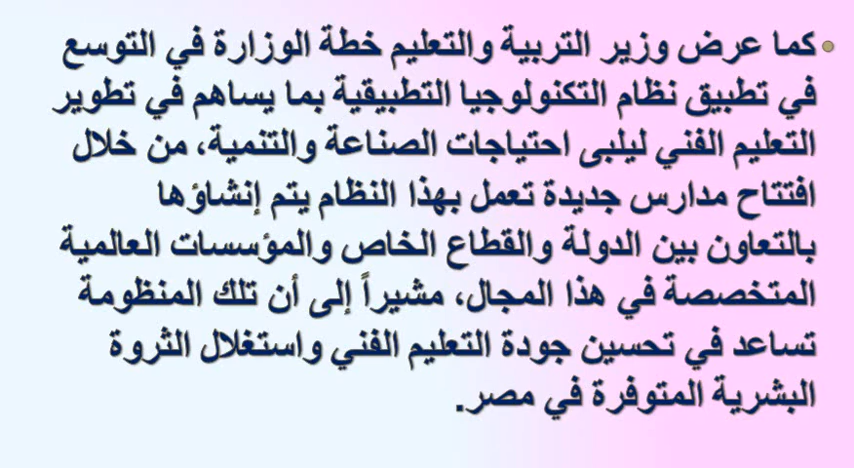 • كما عرض وزير التربية والتعليم خطة الوزارة في التوسع
في تطبيق نظام التكنولوجيا التطبيقية بما يساهم في تطوير
التعليم الفني ليلبى احتياجات الصناعة والتنمية، من خلال
افتتاح مدارس جديدة تعمل بهذا النظام يتم إنشاؤها
بالتعاون بين الدولة والقطاع الخاص والمؤسسات العالمية
المتخصصة في هذا المجال، مشيراً إلى أن تلك المنظومة
تساعد في تحسين جودة التعليم الفني واستغلال الثروة
البشرية المتوفرة في مصر.